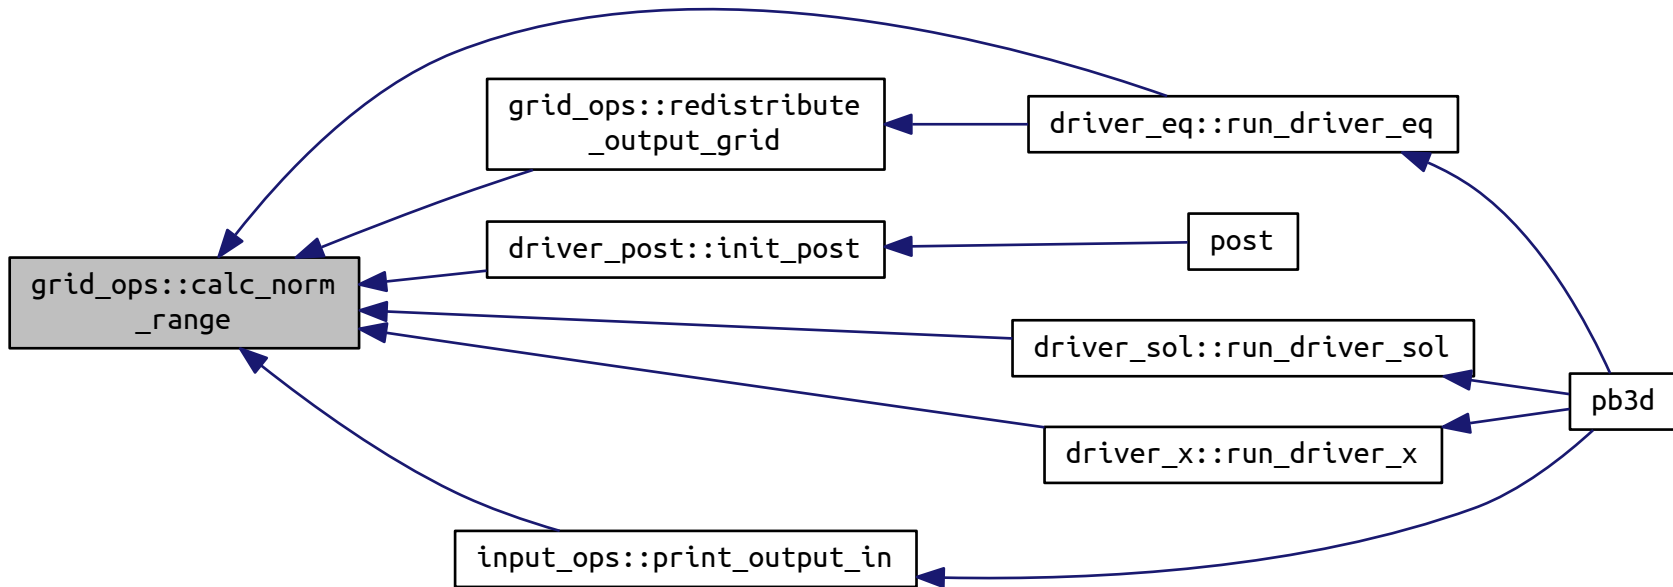 grid_ops::calc_norm
_range
grid_ops::redistribute
_output_grid
driver_eq::run_driver_eq
driver_post::init_post
post
driver_sol::run_driver_sol
pb3d
driver_x::run_driver_x
input_ops::print_output_in